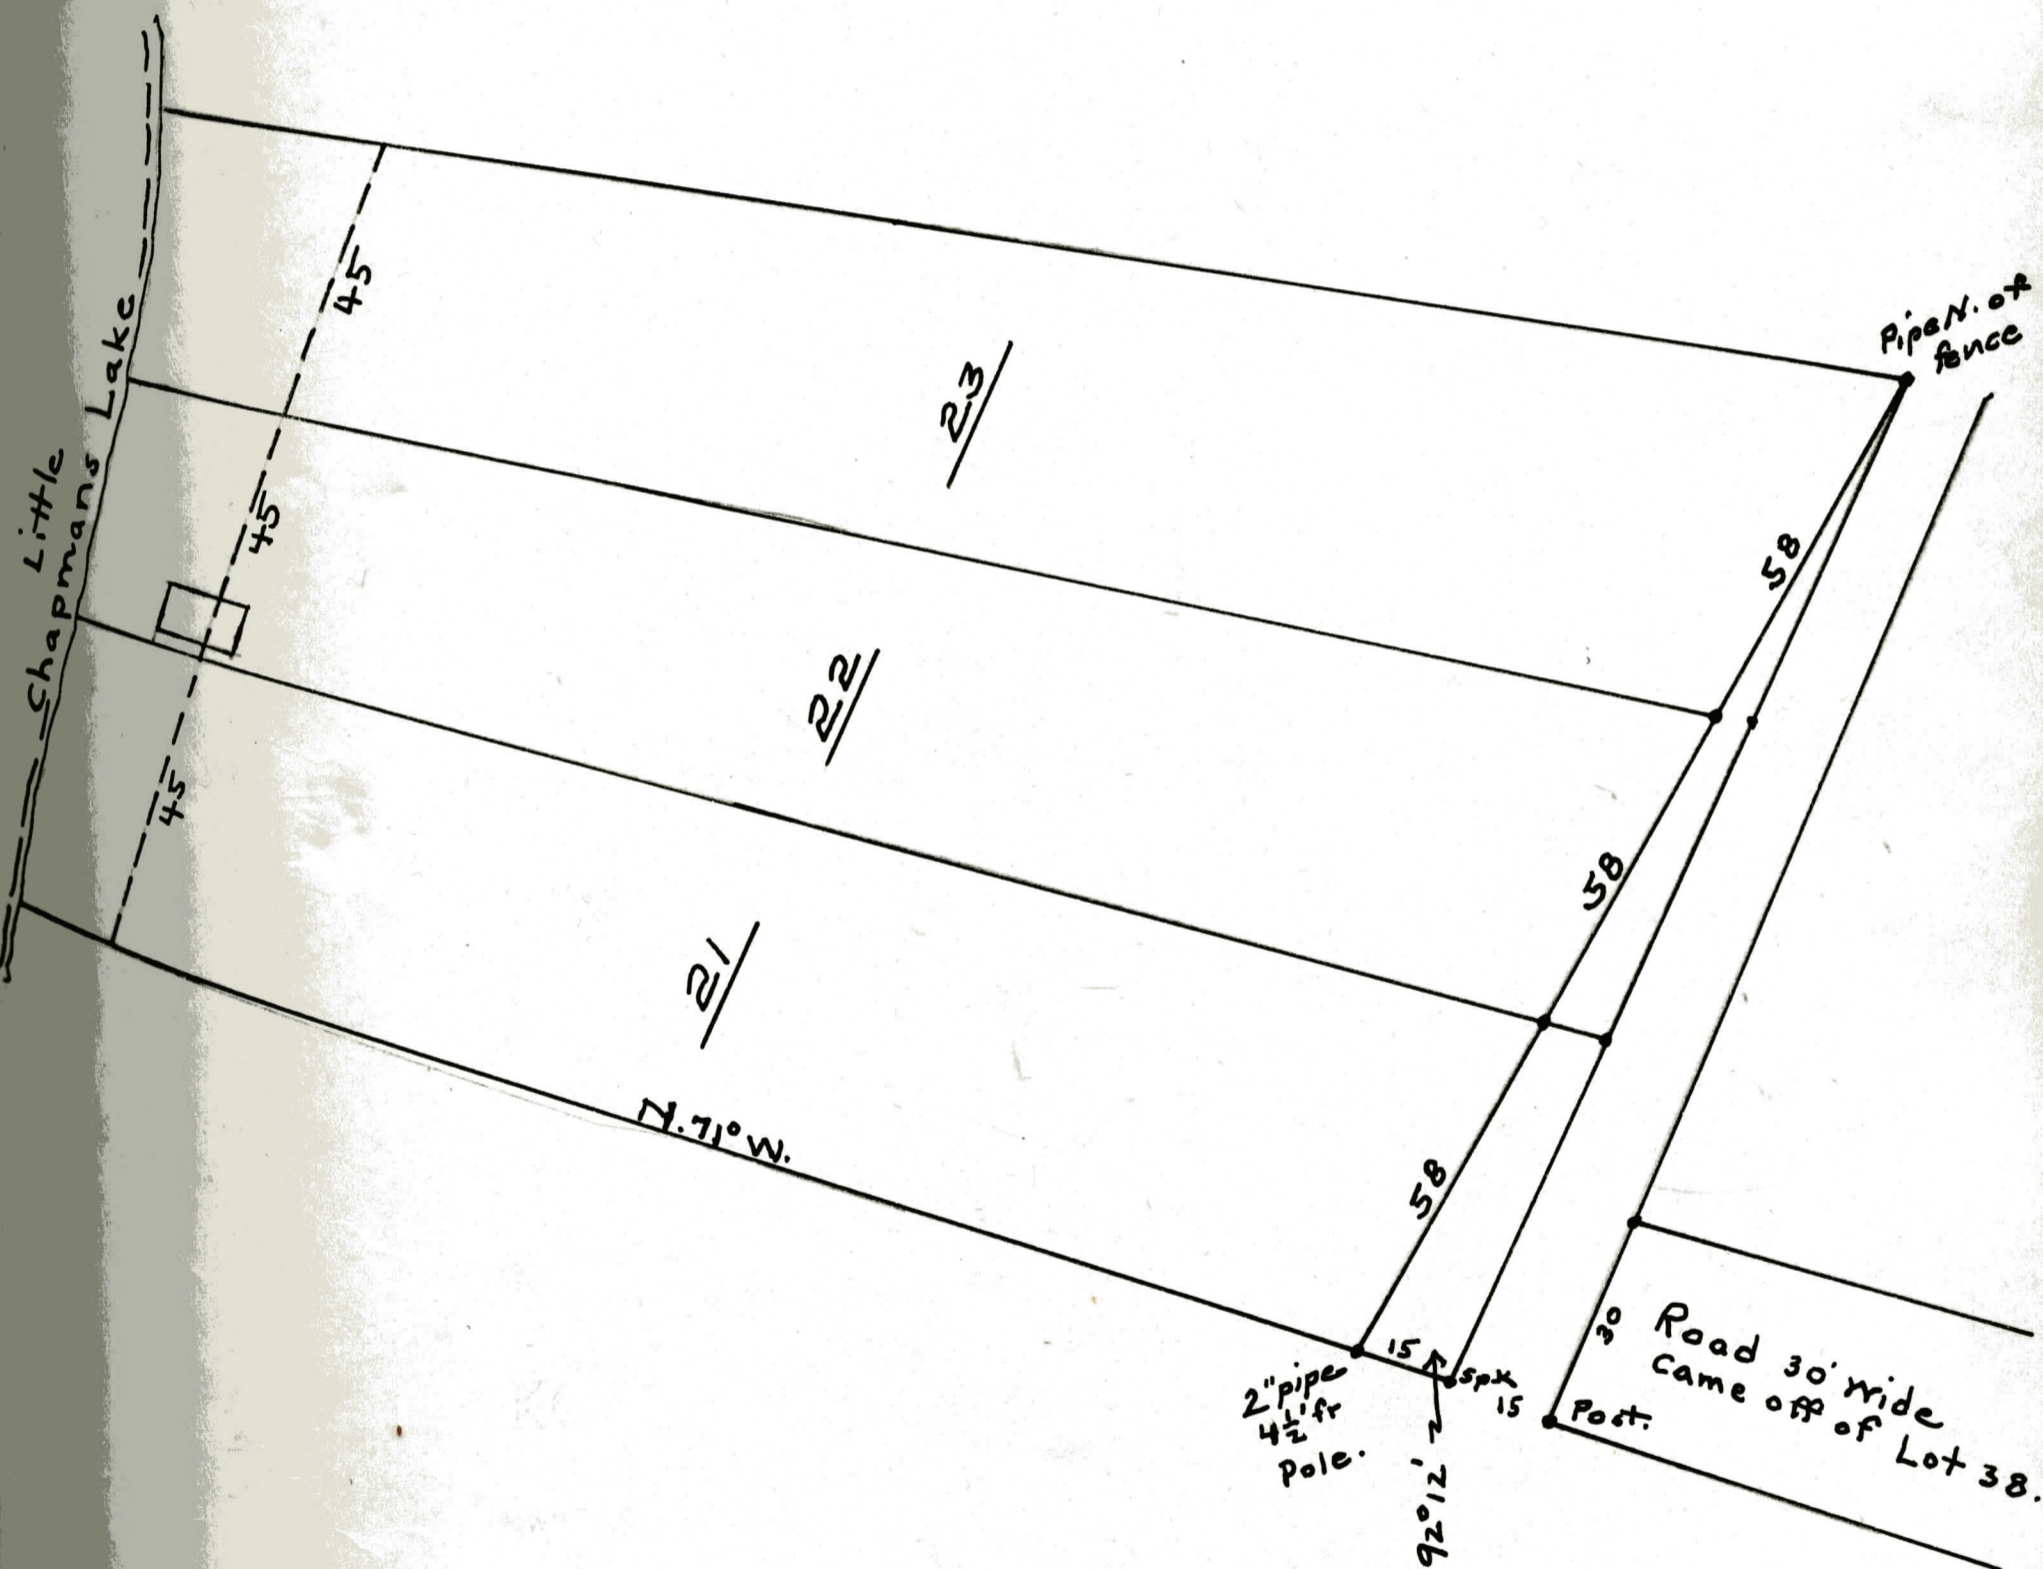 Little
Chapmans Lake
45
45
45
23
22
21
N. 71° W.
Pipe N. of
fence
58
58
58
2" pipe
4½' fr
pole.
15
Spk
15
92° 12'
Post.
30
Road 30' wide
came off of
Lot 38.